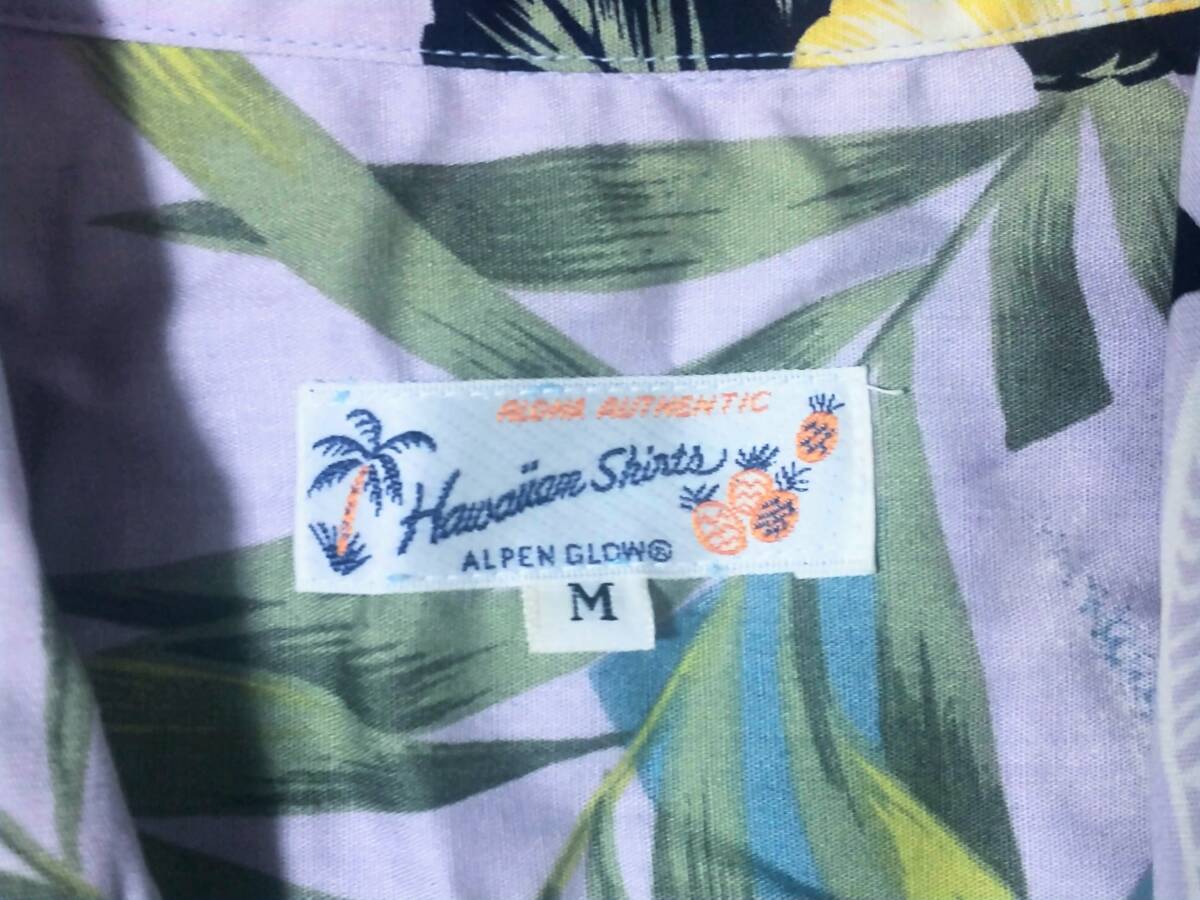 ALOHA AUTHENTIC
Hawaiian Shirts
ALPEN GLOW®
M